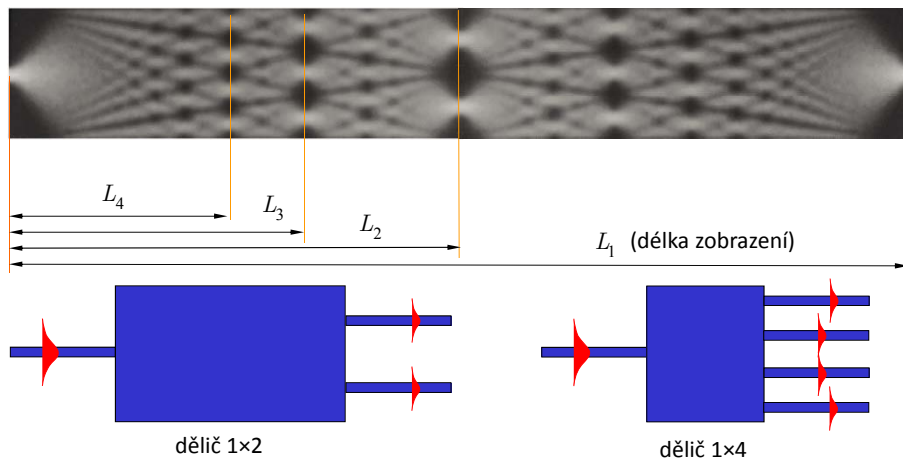 L₄
L₃
L₂
L₁ (délka zobrazení)
dělič 1×2
dělič 1×4